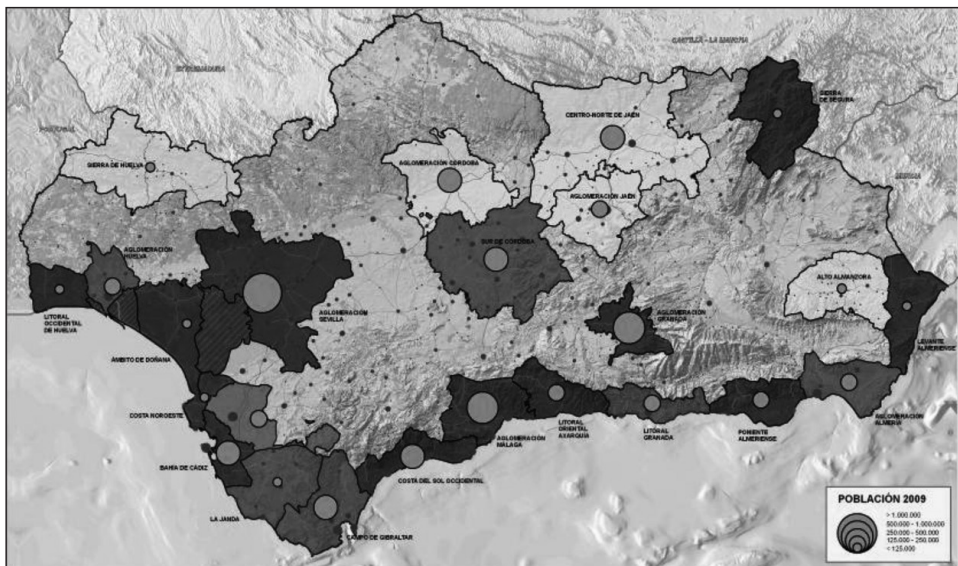 EXTREMADURA
CASTILLA - LA MANCHA
PORTUGAL
MURCIA
SIERRA
DE SEGURA
CENTRO-NORTE DE JAÉN
SIERRA DE HUELVA
AGLOMERACIÓN CÓRDOBA
AGLOMERACIÓN JAÉN
SUR DE CÓRDOBA
AGLOMERACIÓN
HUELVA
ALTO ALMANZORA
LITORAL
OCCIDENTAL
DE HUELVA
AGLOMERACIÓN
SEVILLA
AGLOMERACIÓN
GRANADA
LEVANTE
ALMERIENSE
ÁMBITO DE DOÑANA
COSTA NOROESTE
LITORAL
ORIENTAL
AXARQUIA
LITORAL
GRANADA
PONIENTE
ALMERIENSE
AGLOMERACIÓN
ALMERÍA
AGLOMERACIÓN
MÁLAGA
BAHÍA DE CÁDIZ
COSTA DEL SOL OCCIDENTAL
LA JANDA
CAMPO DE GIBRALTAR
POBLACIÓN 2009
> 1.000.000
500.000 - 1.000.000
250.000 - 500.000
125.000 - 250.000
< 125.000